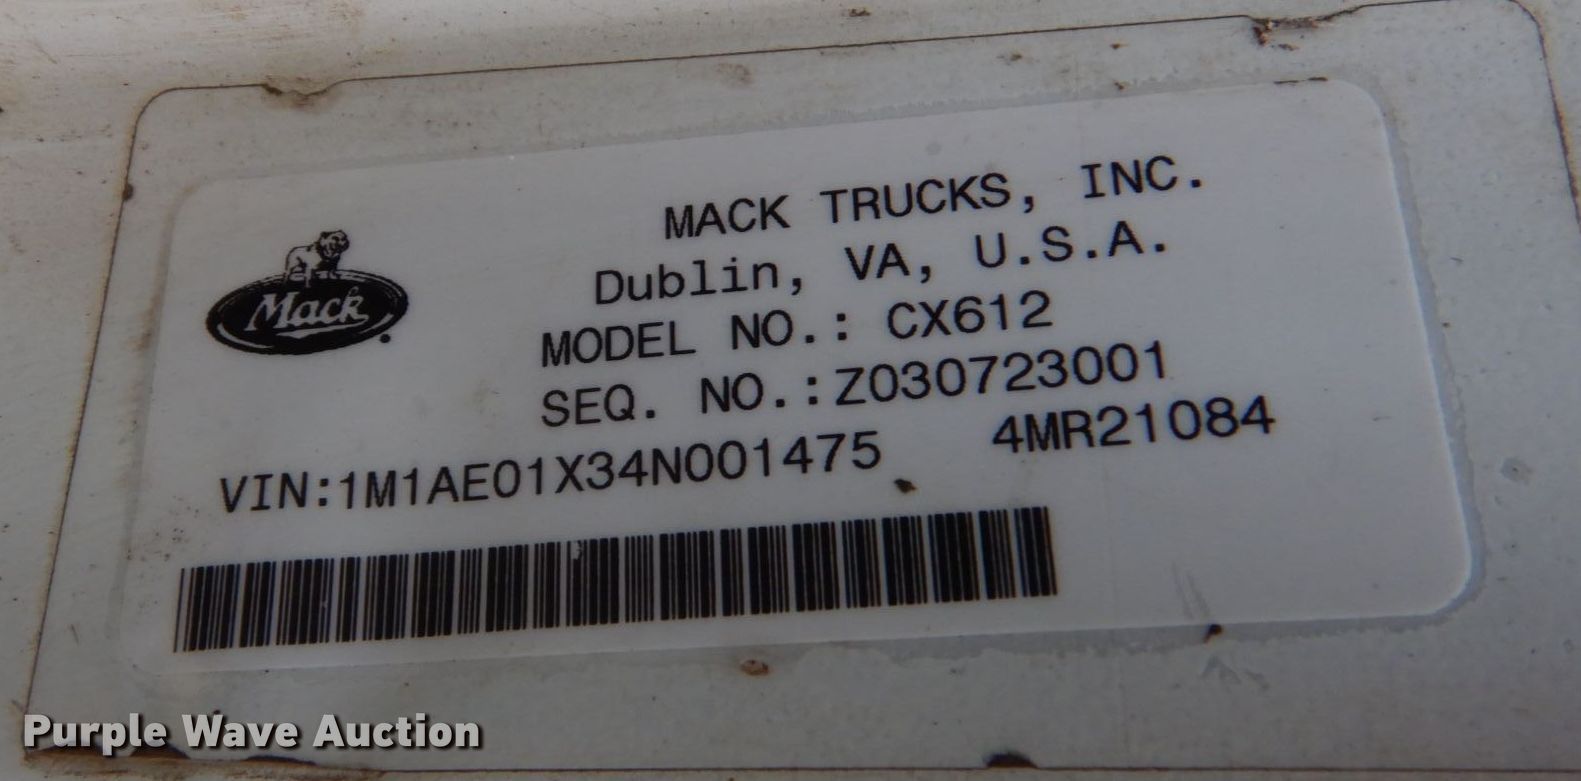 MACK TRUCKS, INC.
Dublin, VA, U.S.A.
Mack
MODEL NO.: CX612
SEQ. NO.:Z030723001
VIN:1M1AE01X34N001475 4MR21084
Purple Wave Auction